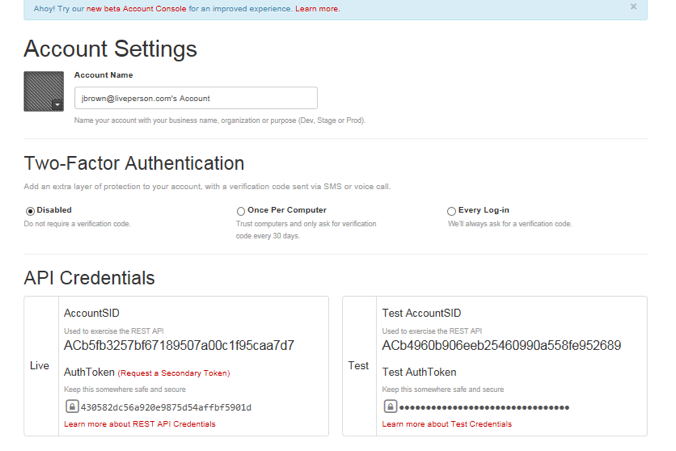 Ahoy! Try our new beta Account Console for an improved experience. Learn more.
×
Account Settings
Account Name
jbrown@liveperson.com's Account
Name your account with your business name, organization or purpose (Dev, Stage or Prod).
Two-Factor Authentication
Add an extra layer of protection to your account, with a verification code sent via SMS or voice call.
Disabled
Do not require a verification code.
Once Per Computer
Trust computers and only ask for verification
code every 30 days.
Every Log-in
We'll always ask for a verification code.
API Credentials
Live
AccountSID
Used to exercise the REST API
ACb5fb3257bf67189507a00c1f95caa7d7
AuthToken (Request a Secondary Token)
Keep this somewhere safe and secure
430582dc56a920e9875d54affbf5901d
Learn more about REST API Credentials
Test
Test AccountSID
Used to exercise the REST API
ACb4960b906eeb25460990a558fe952689
Test AuthToken
Keep this somewhere safe and secure
••••••••••••••••••••••••••••••••
Learn more about Test Credentials